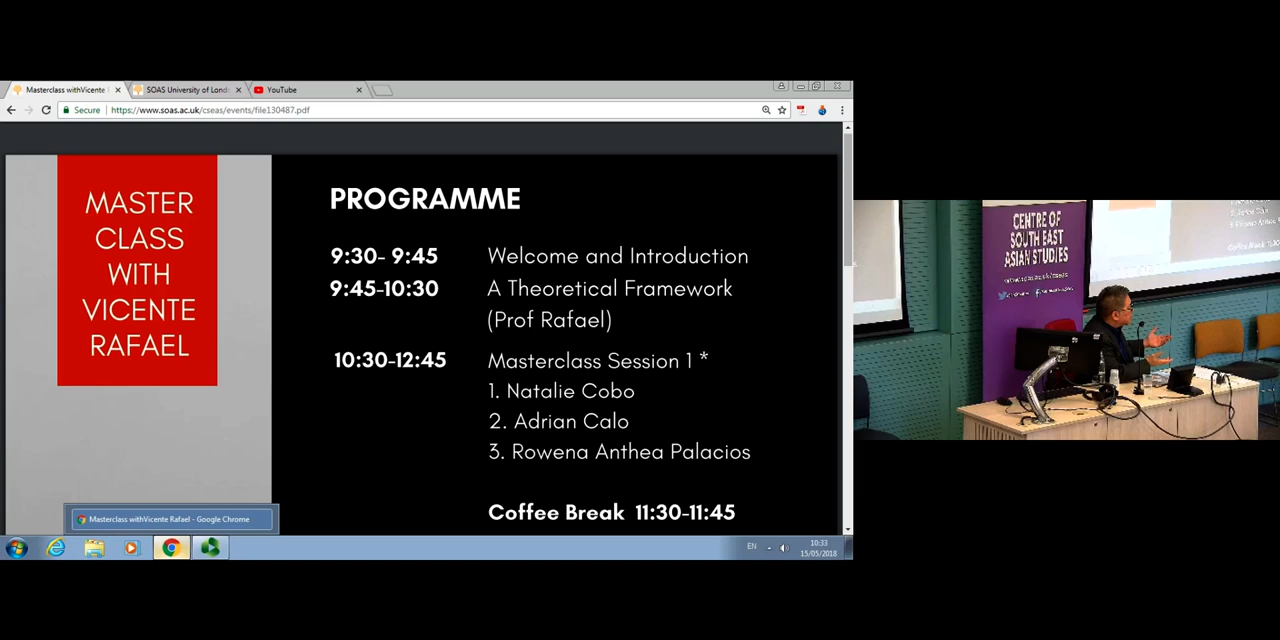 Masterclass withVicente
SOAS University of Lond
YouTube
Secure
https://www.soas.ac.uk/cseas/events/file130487.pdf
MASTER
CLASS
WITH
VICENTE
RAFAEL
PROGRAMME
9:30- 9:45 Welcome and Introduction
9:45-10:30 A Theoretical Framework
(Prof Rafael)
10:30-12:45 Masterclass Session 1 *
1. Natalie Cobo
2. Adrian Calo
3. Rowena Anthea Palacios
Coffee Break 11:30-11:45
Masterclass withVicente Rafael - Google Chrome
EN
10:33
15/05/2018
CENTRE OF
SOUTH EAST
ASIAN STUDIES